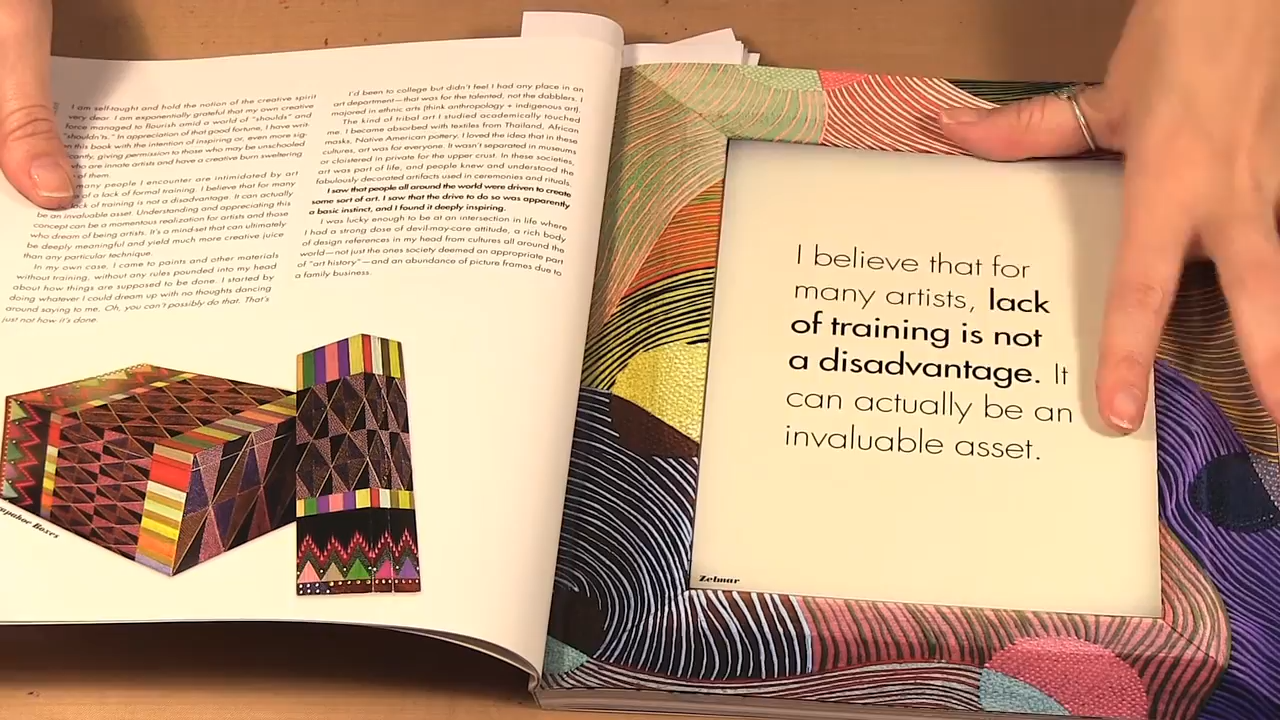 I am self-taught and hold the notion of the creative spirit
very dear. I am exponentially grateful that my own creative
force managed to flourish amid a world of “shoulds” and
“shouldn'ts.” In appreciation of that good fortune, I have writ-
this book with the intention of inspiring or, even more sig-
cantly, giving permission to those who may be unschooled
who are innate artists and have a creative burn sweltering
of them.
many people I encounter are intimidated by art
of a lack of formal training. I believe that for many
lack of training is not a disadvantage. It can actually
be an invaluable asset. Understanding and appreciating this
concept can be a momentous realization for artists and those
who dream of being artists. It's a mind-set that can ultimately
be deeply meaningful and yield much more creative juice
than any particular technique.
In my own case, I came to paints and other materials
without training, without any rules pounded into my head
about how things are supposed to be done. I started by
doing whatever I could dream up with no thoughts dancing
around saying to me, Oh, you can't possibly do that. That's
just not how it's done.
I'd been to college but didn't feel I had any place in an
art department—that was for the talented, not the dabblers. I
majored in ethnic arts (think anthropology + indigenous art).
The kind of tribal art I studied academically touched
me. I became absorbed with textiles from Thailand, African
masks, Native American pottery. I loved the idea that in these
cultures, art was for everyone. It wasn't separated in museums
or cloistered in private for the upper crust. In these societies,
art was part of life, and people knew and understood the
fabulously decorated artifacts used in ceremonies and rituals.
I saw that people all around the world were driven to create
some sort of art. I saw that the drive to do so was apparently
a basic instinct, and I found it deeply inspiring.
I was lucky enough to be at an intersection in life where
I had a strong dose of devil-may-care attitude, a rich body
of design references in my head from cultures all around the
world—not just the ones society deemed an appropriate part
of “art history”—and an abundance of picture frames due to
a family business.
Boxes
I believe that for
many artists, lack
of training is not
a disadvantage. It
can actually be an
invaluable asset.
Zelmar